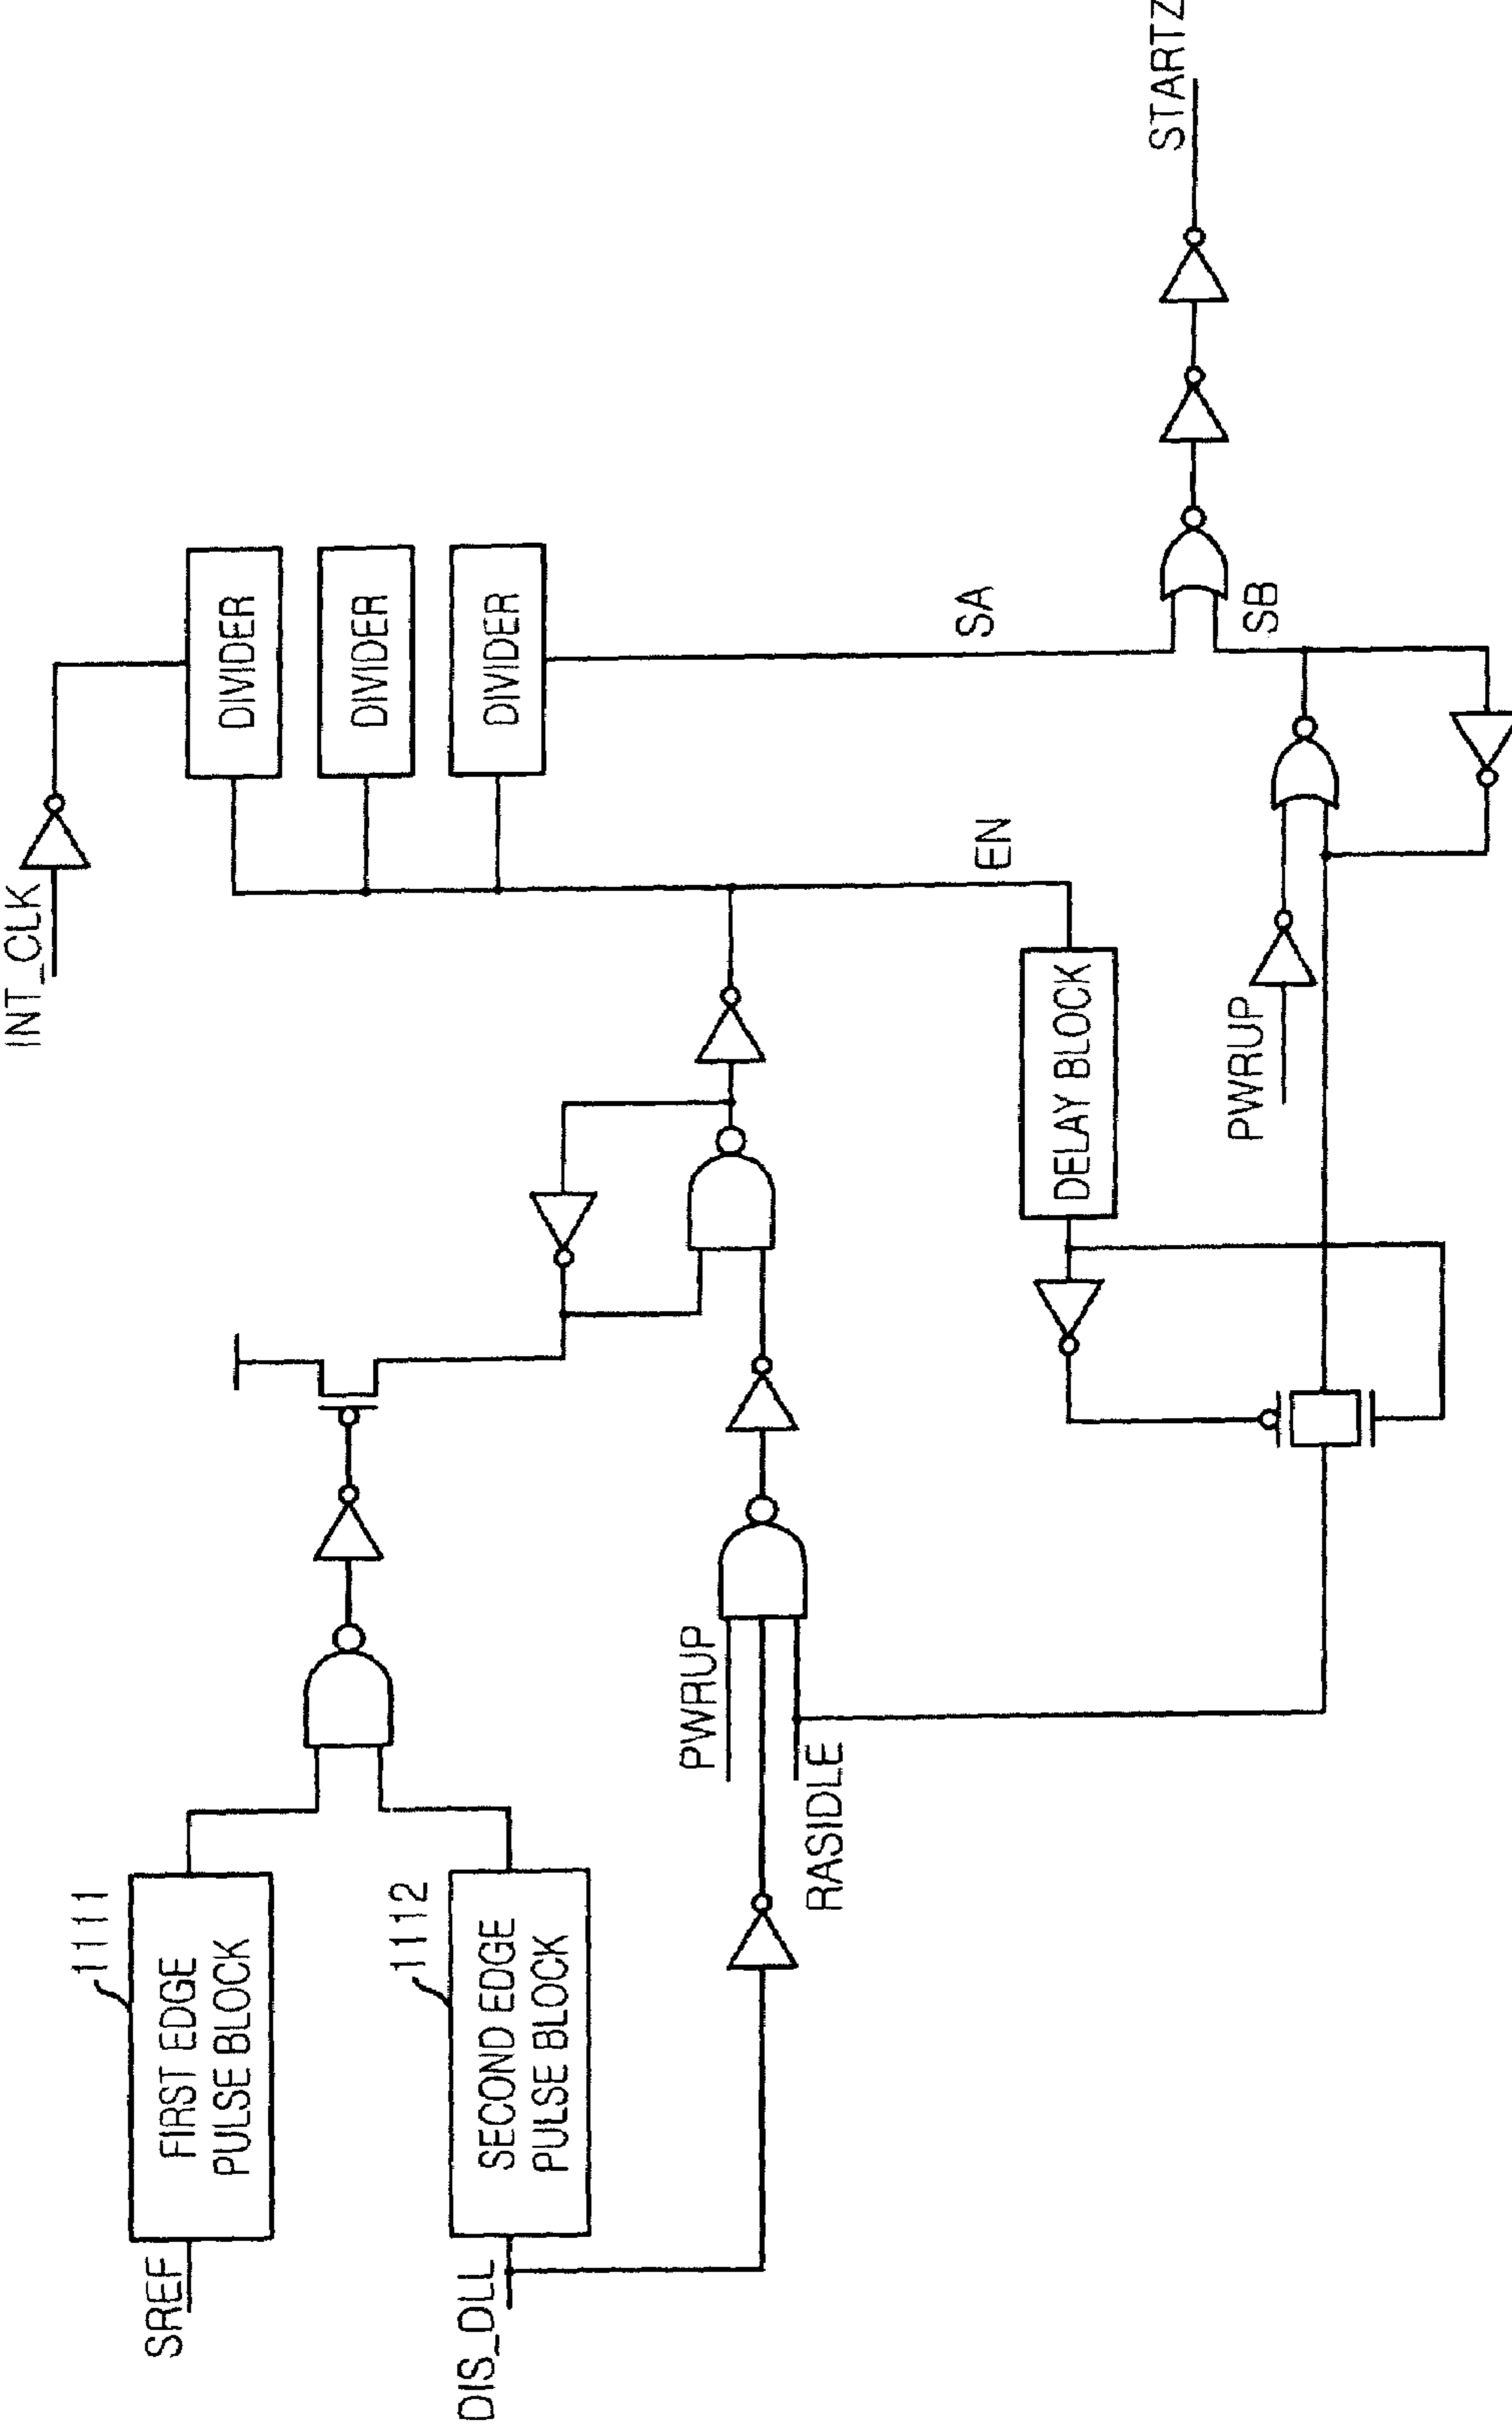 SREF
1111
FIRST EDGE
PULSE BLOCK
DIS_DLL
1112
SECOND EDGE
PULSE BLOCK
PWRUP
RASIDLE
INT_CLK
DIVIDER
DIVIDER
DIVIDER
EN
DELAY BLOCK
PWRUP
SA
SB
STARTZ